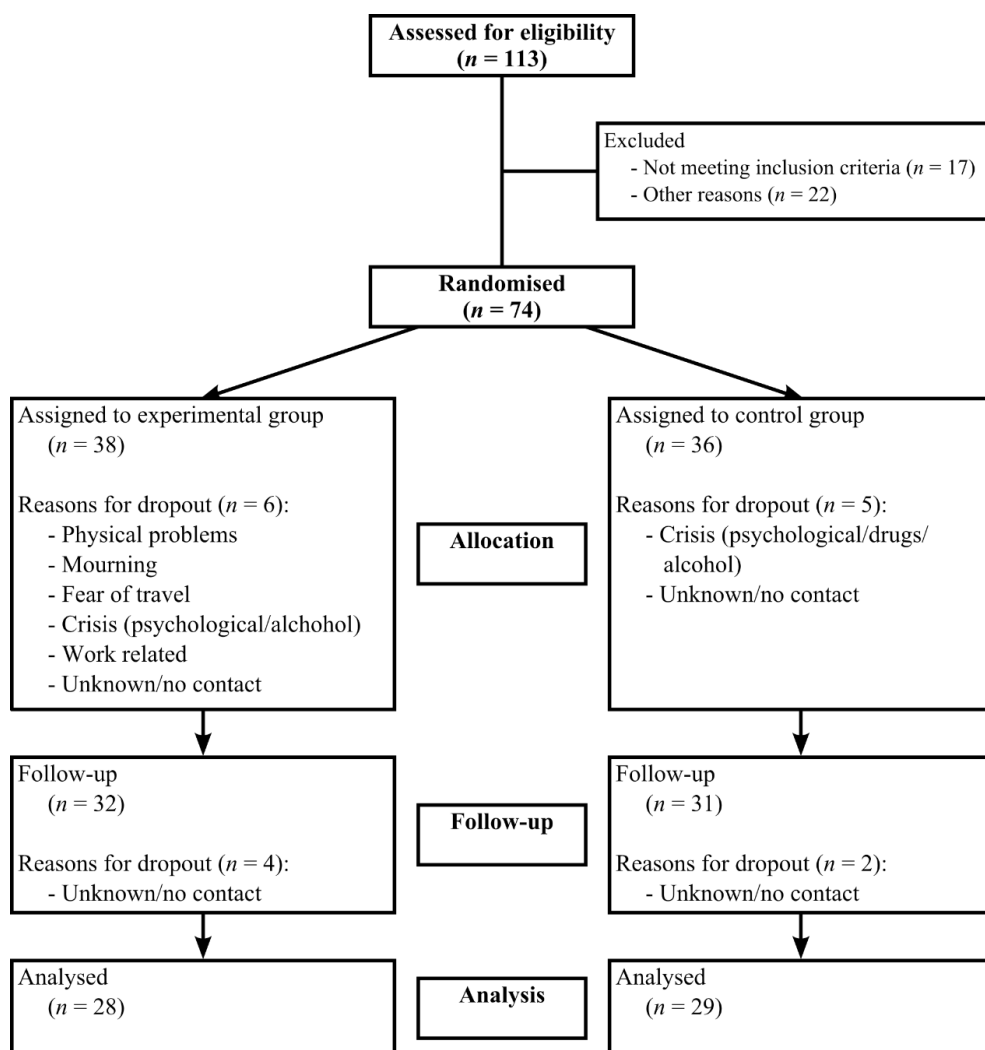 Assessed for eligibility
(n = 113)
Excluded
- Not meeting inclusion criteria (n = 17)
- Other reasons (n = 22)
Randomised
(n = 74)
Assigned to experimental group
(n = 38)
Reasons for dropout (n = 6):
- Physical problems
- Mourning
- Fear of travel
- Crisis (psychological/alchohol)
- Work related
- Unknown/no contact
Allocation
Assigned to control group
(n = 36)
Reasons for dropout (n = 5):
- Crisis (psychological/drugs/
alcohol)
- Unknown/no contact
Follow-up
(n = 32)
Reasons for dropout (n = 4):
- Unknown/no contact
Follow-up
Follow-up
(n = 31)
Reasons for dropout (n = 2):
- Unknown/no contact
Analysed
(n = 28)
Analysis
Analysed
(n = 29)